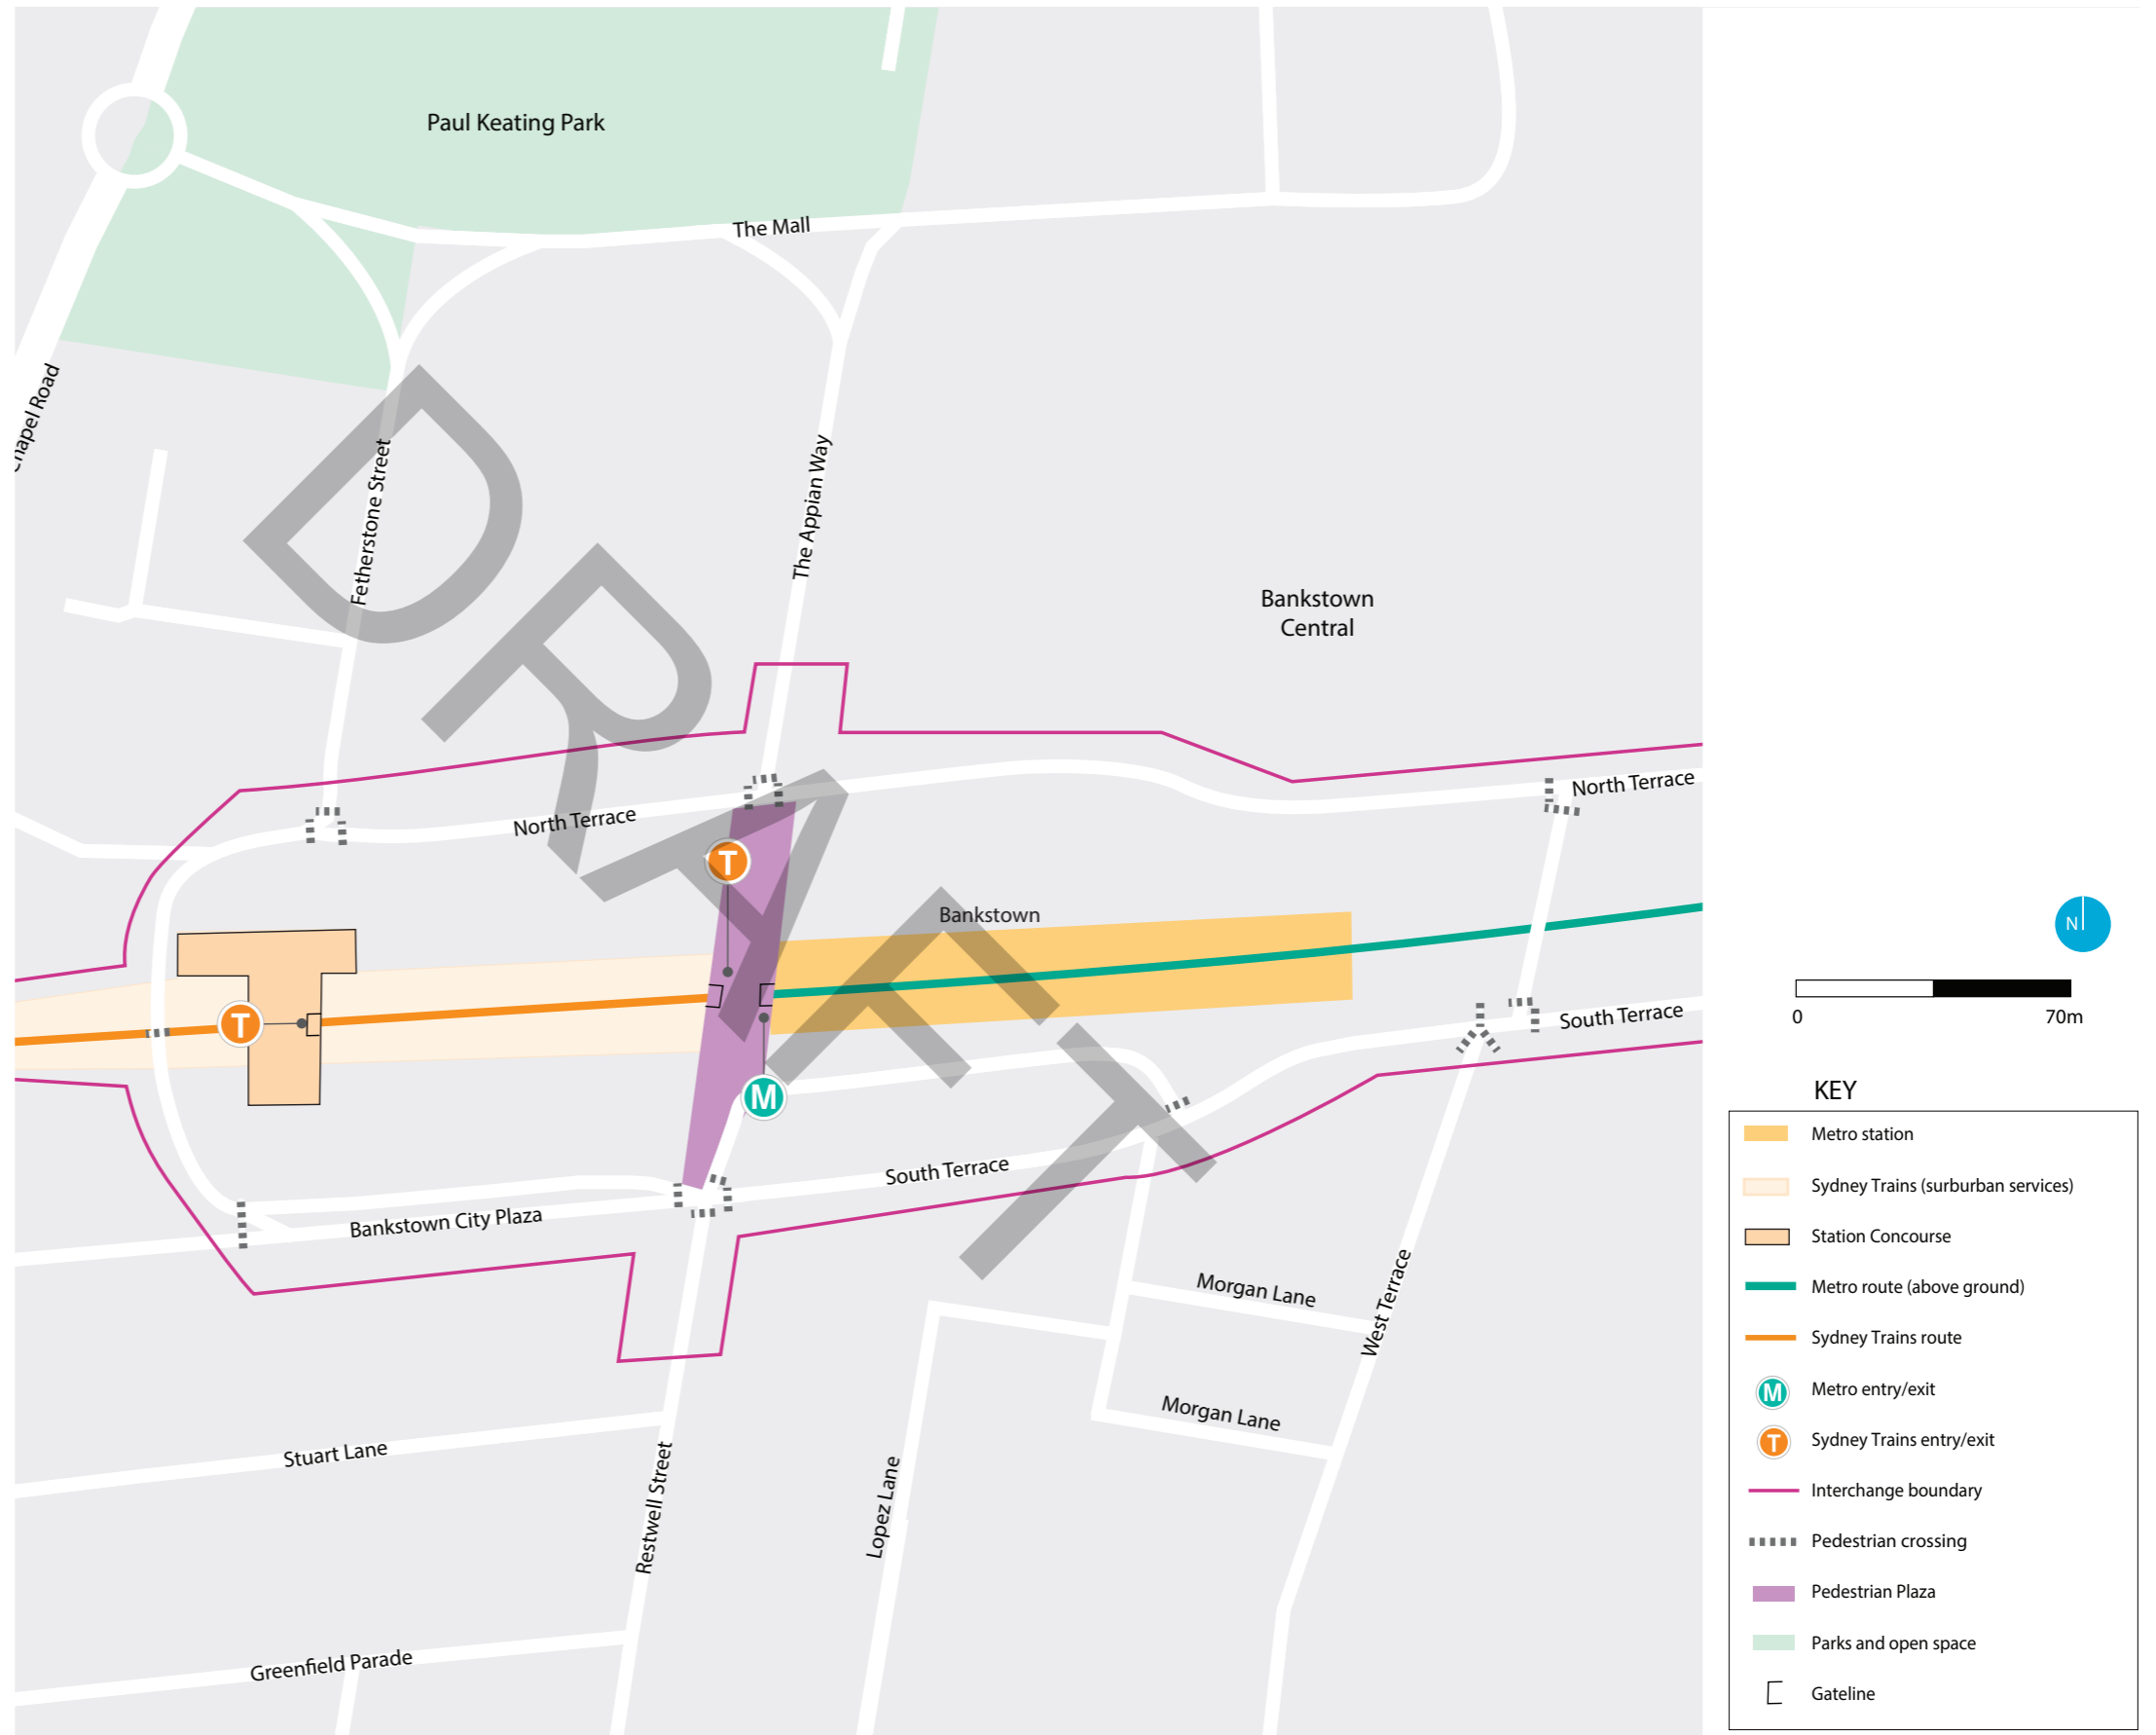 Paul Keating Park
The Mall
Chapel Road
Fetherstone Street
The Appian Way
Bankstown
Central
DRAFT
North Terrace
North Terrace
T
Bankstown
N
0
70m
T
South Terrace
M
South Terrace
Bankstown City Plaza
Morgan Lane
West Terrace
Morgan Lane
Stuart Lane
Restwell Street
Lopez Lane
Greenfield Parade
KEY
Metro station
Sydney Trains (surburban services)
Station Concourse
Metro route (above ground)
Sydney Trains route
M Metro entry/exit
T Sydney Trains entry/exit
Interchange boundary
Pedestrian crossing
Pedestrian Plaza
Parks and open space
Gateline